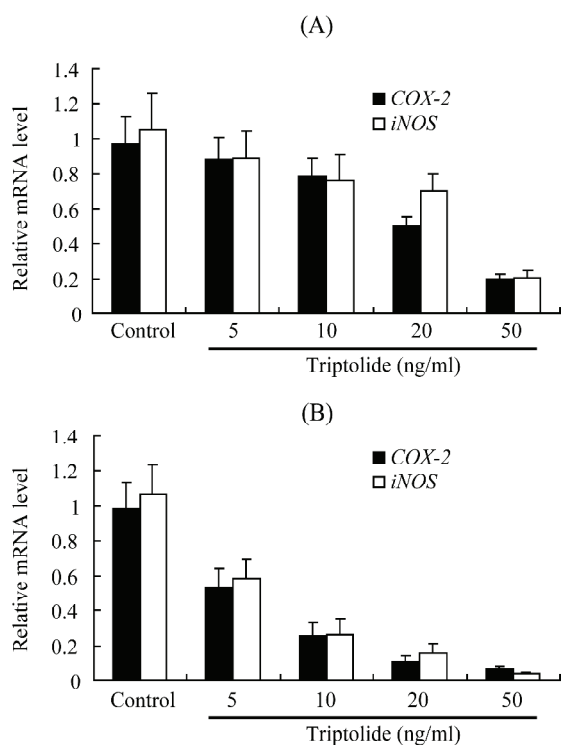 (A)
Relative mRNA level
1.4
1.2
1
0.8
0.6
0.4
0.2
0
COX-2
iNOS
Control 5 10 20 50
Triptolide (ng/ml)
(B)
Relative mRNA level
1.4
1.2
1
0.8
0.6
0.4
0.2
0
COX-2
iNOS
Control 5 10 20 50
Triptolide (ng/ml)